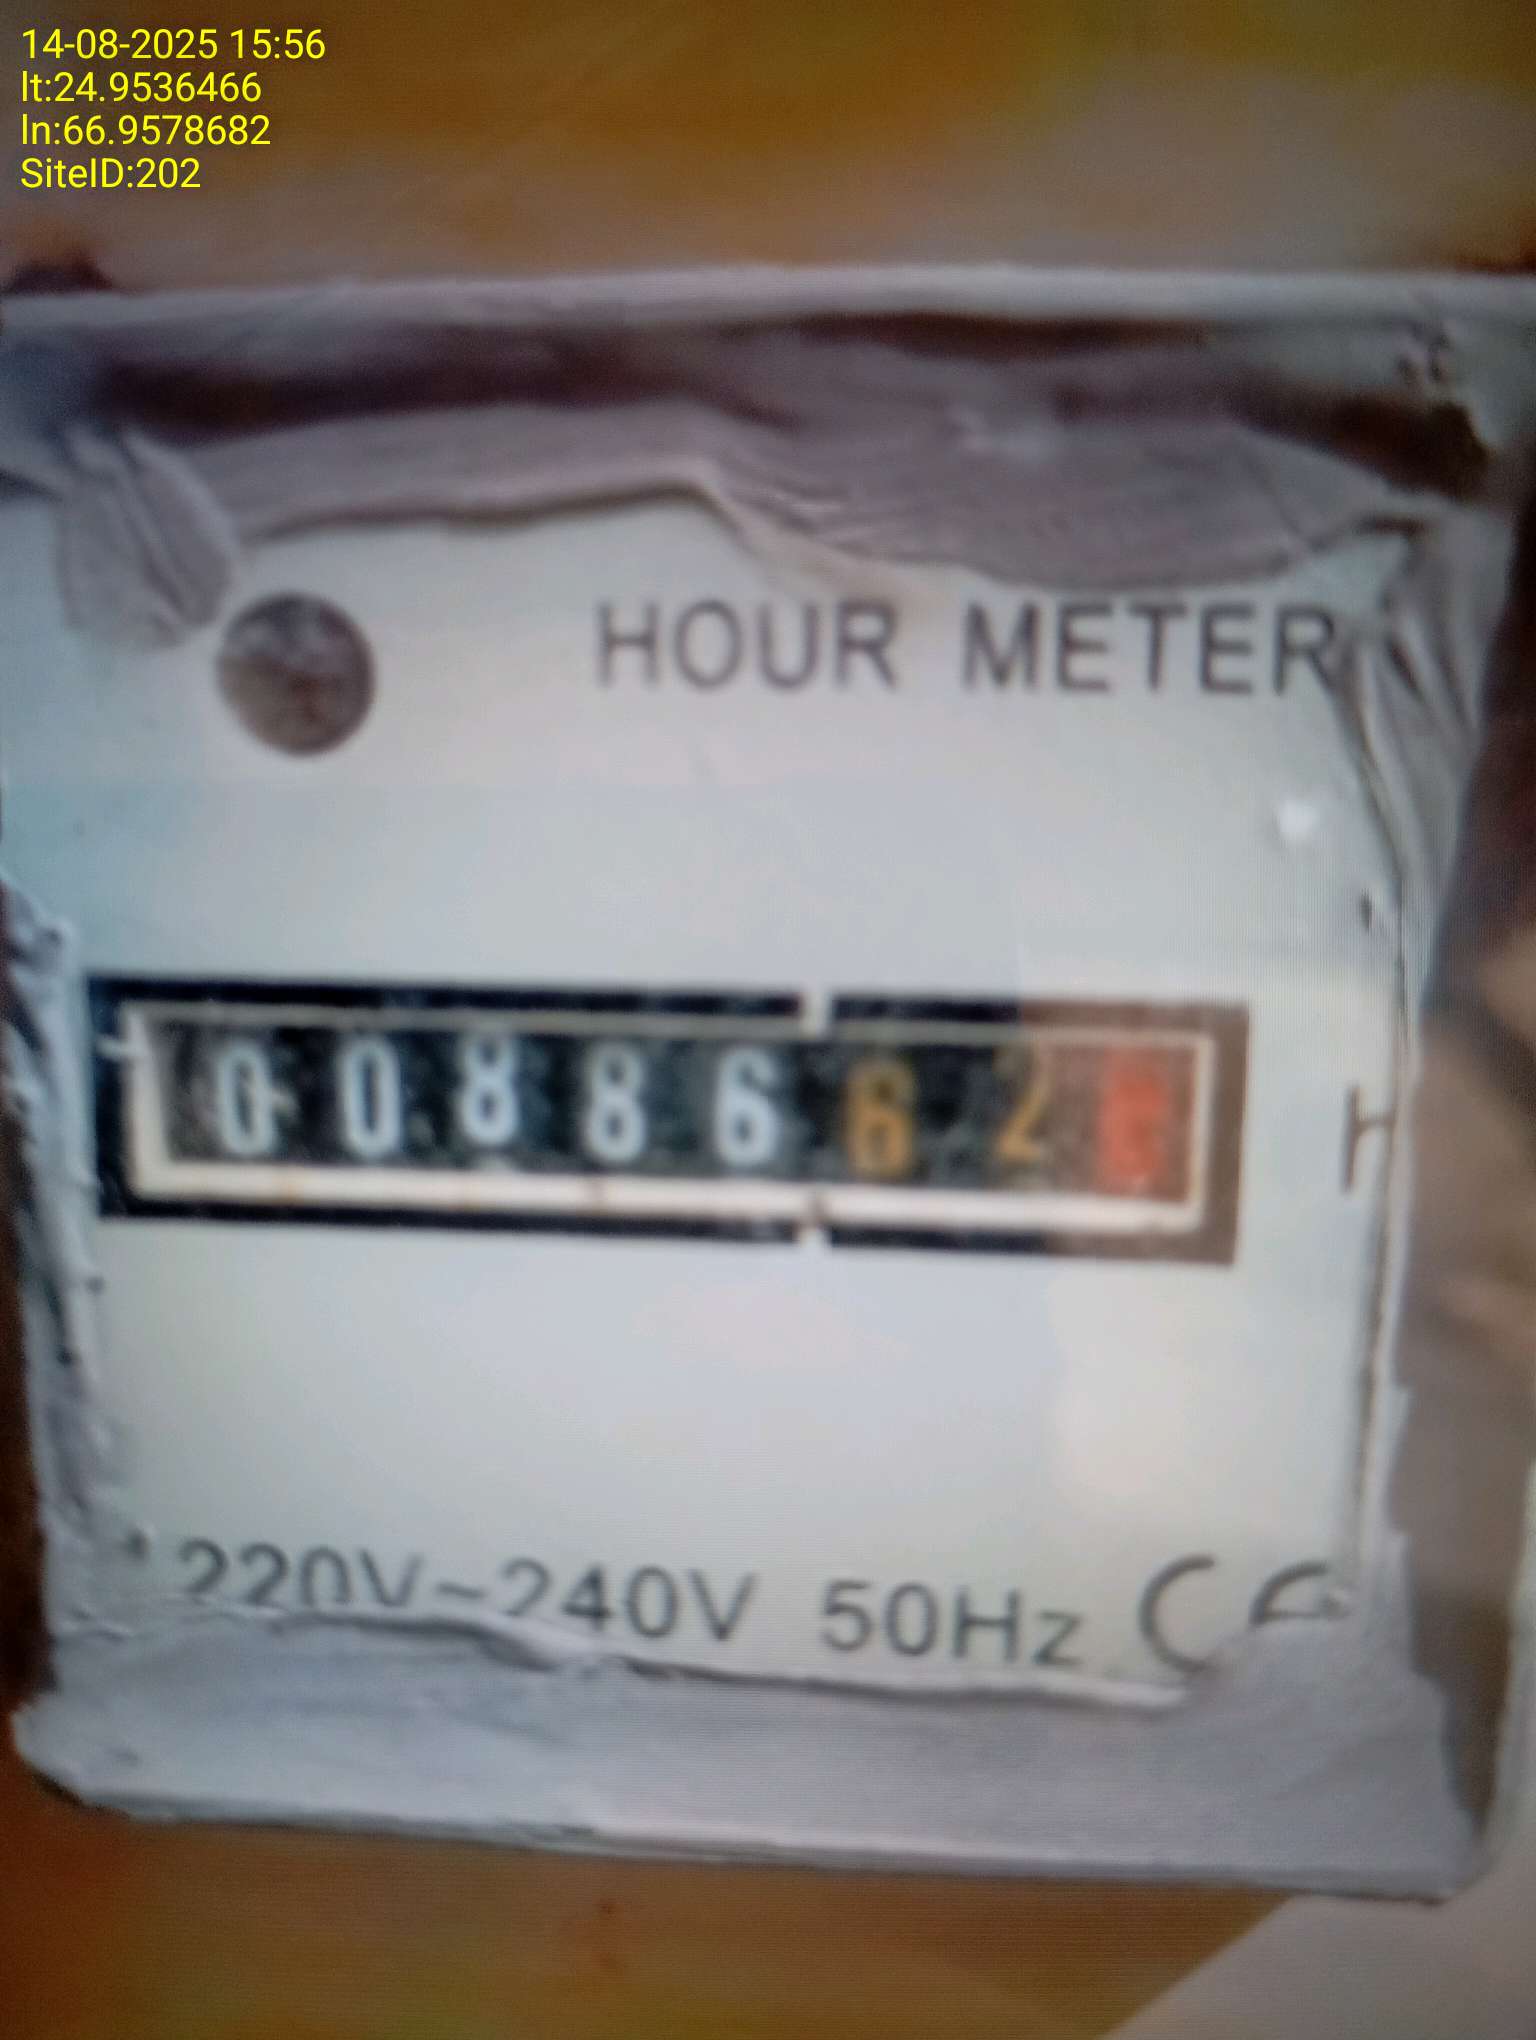 14-08-2025 15:56
lt:24.9536466
ln:66.9578682
SiteID:202
HOUR METER
0088662
220V~240V 50Hz CE